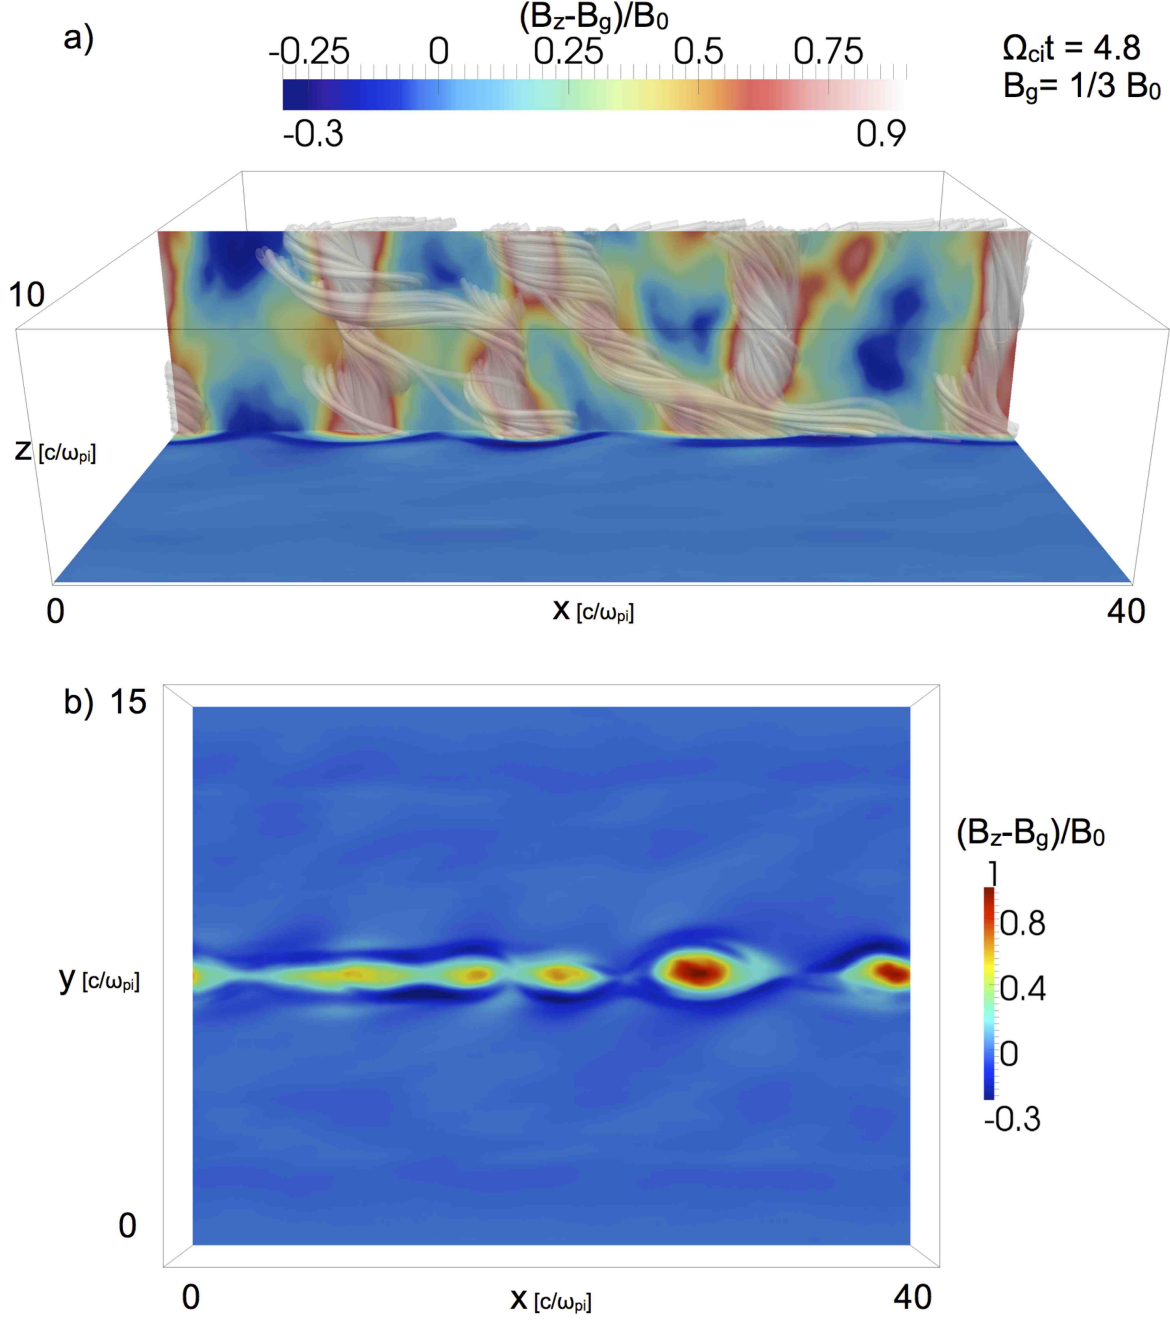 a)
(Bz-Bg)/B0
-0.25 0 0.25 0.5 0.75
-0.3 0.9
Ωcit = 4.8
Bg= 1/3 B0
10
z [c/ωpi]
0 x [c/ωpi] 40
b) 15
y [c/ωpi]
0
0 x [c/ωpi] 40
(Bz-Bg)/B0
1
0.8
0.4
0
-0.3